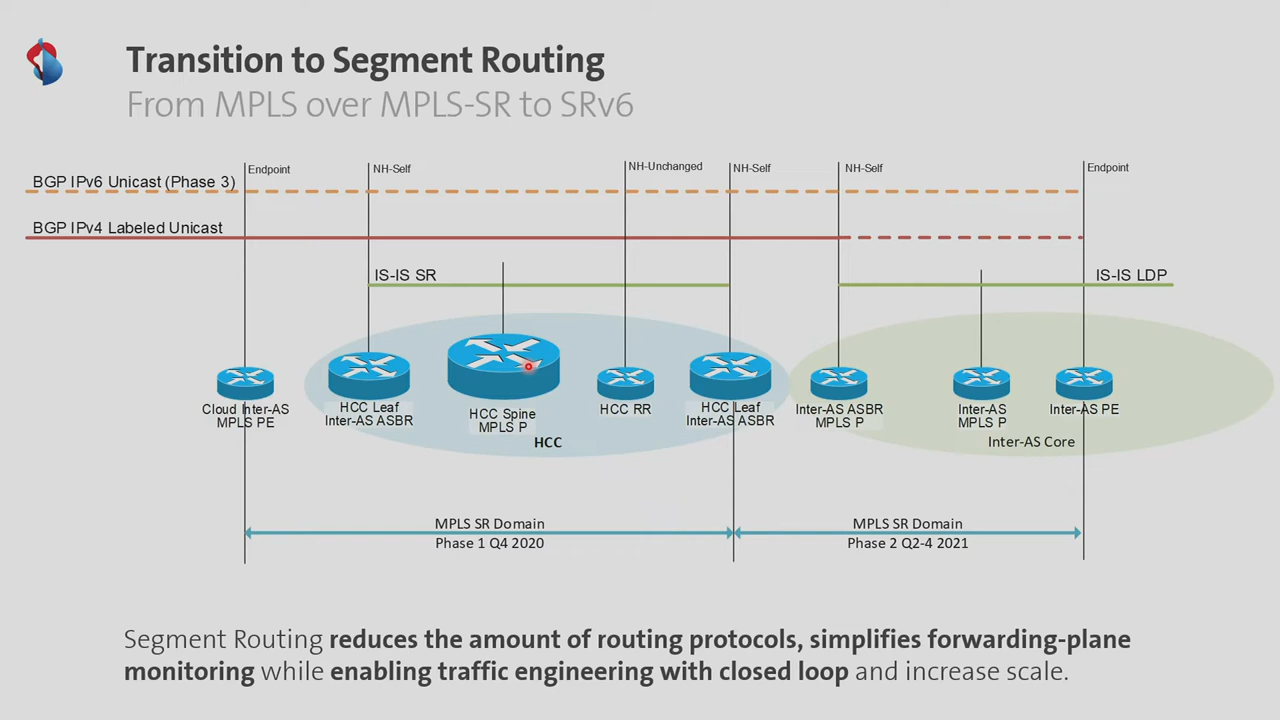 Transition to Segment Routing
From MPLS over MPLS-SR to SRv6
Endpoint
NH-Self
NH-Unchanged
NH-Self
NH-Self
Endpoint
BGP IPv6 Unicast (Phase 3)
BGP IPv4 Labeled Unicast
IS-IS SR
IS-IS LDP
Cloud Inter-AS
MPLS PE
HCC Leaf
Inter-AS ASBR
HCC Spine
MPLS P
HCC RR
HCC Leaf
Inter-AS ASBR
Inter-AS ASBR
MPLS P
Inter-AS
MPLS P
Inter-AS PE
HCC
Inter-AS Core
MPLS SR Domain
Phase 1 Q4 2020
MPLS SR Domain
Phase 2 Q2-4 2021
Segment Routing reduces the amount of routing protocols, simplifies forwarding-plane
monitoring while enabling traffic engineering with closed loop and increase scale.